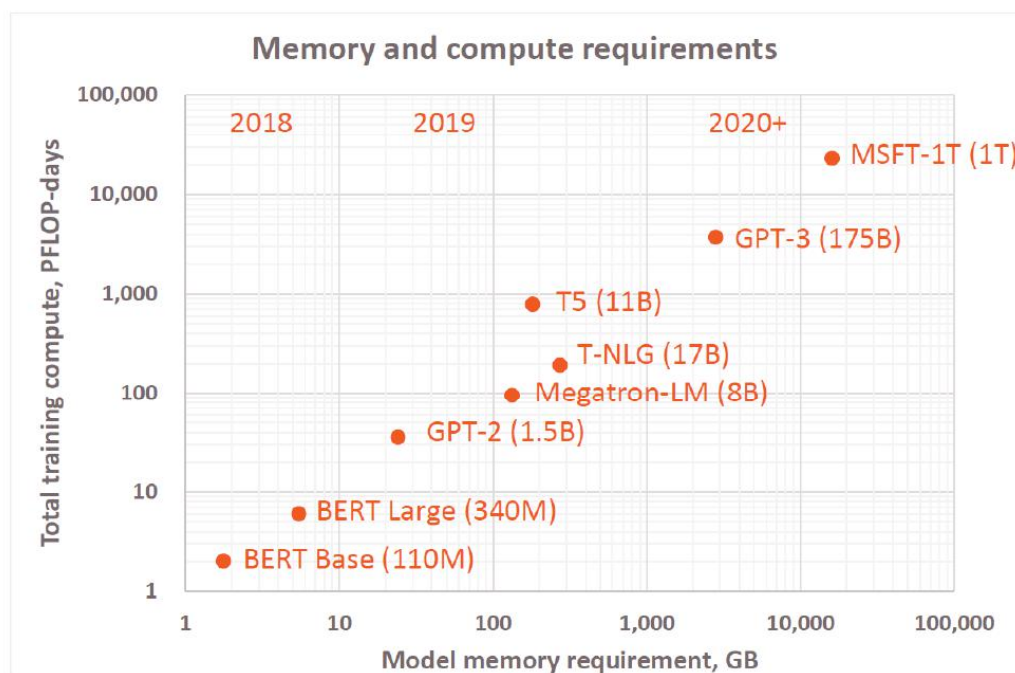 Memory and compute requirements
100,000
10,000
1,000
100
10
1
Total training compute, PFLOP-days
2018
2019
2020+
MSFT-1T (1T)
GPT-3 (175B)
T5 (11B)
T-NLG (17B)
Megatron-LM (8B)
GPT-2 (1.5B)
BERT Large (340M)
BERT Base (110M)
1
10
100
1,000
10,000
100,000
Model memory requirement, GB